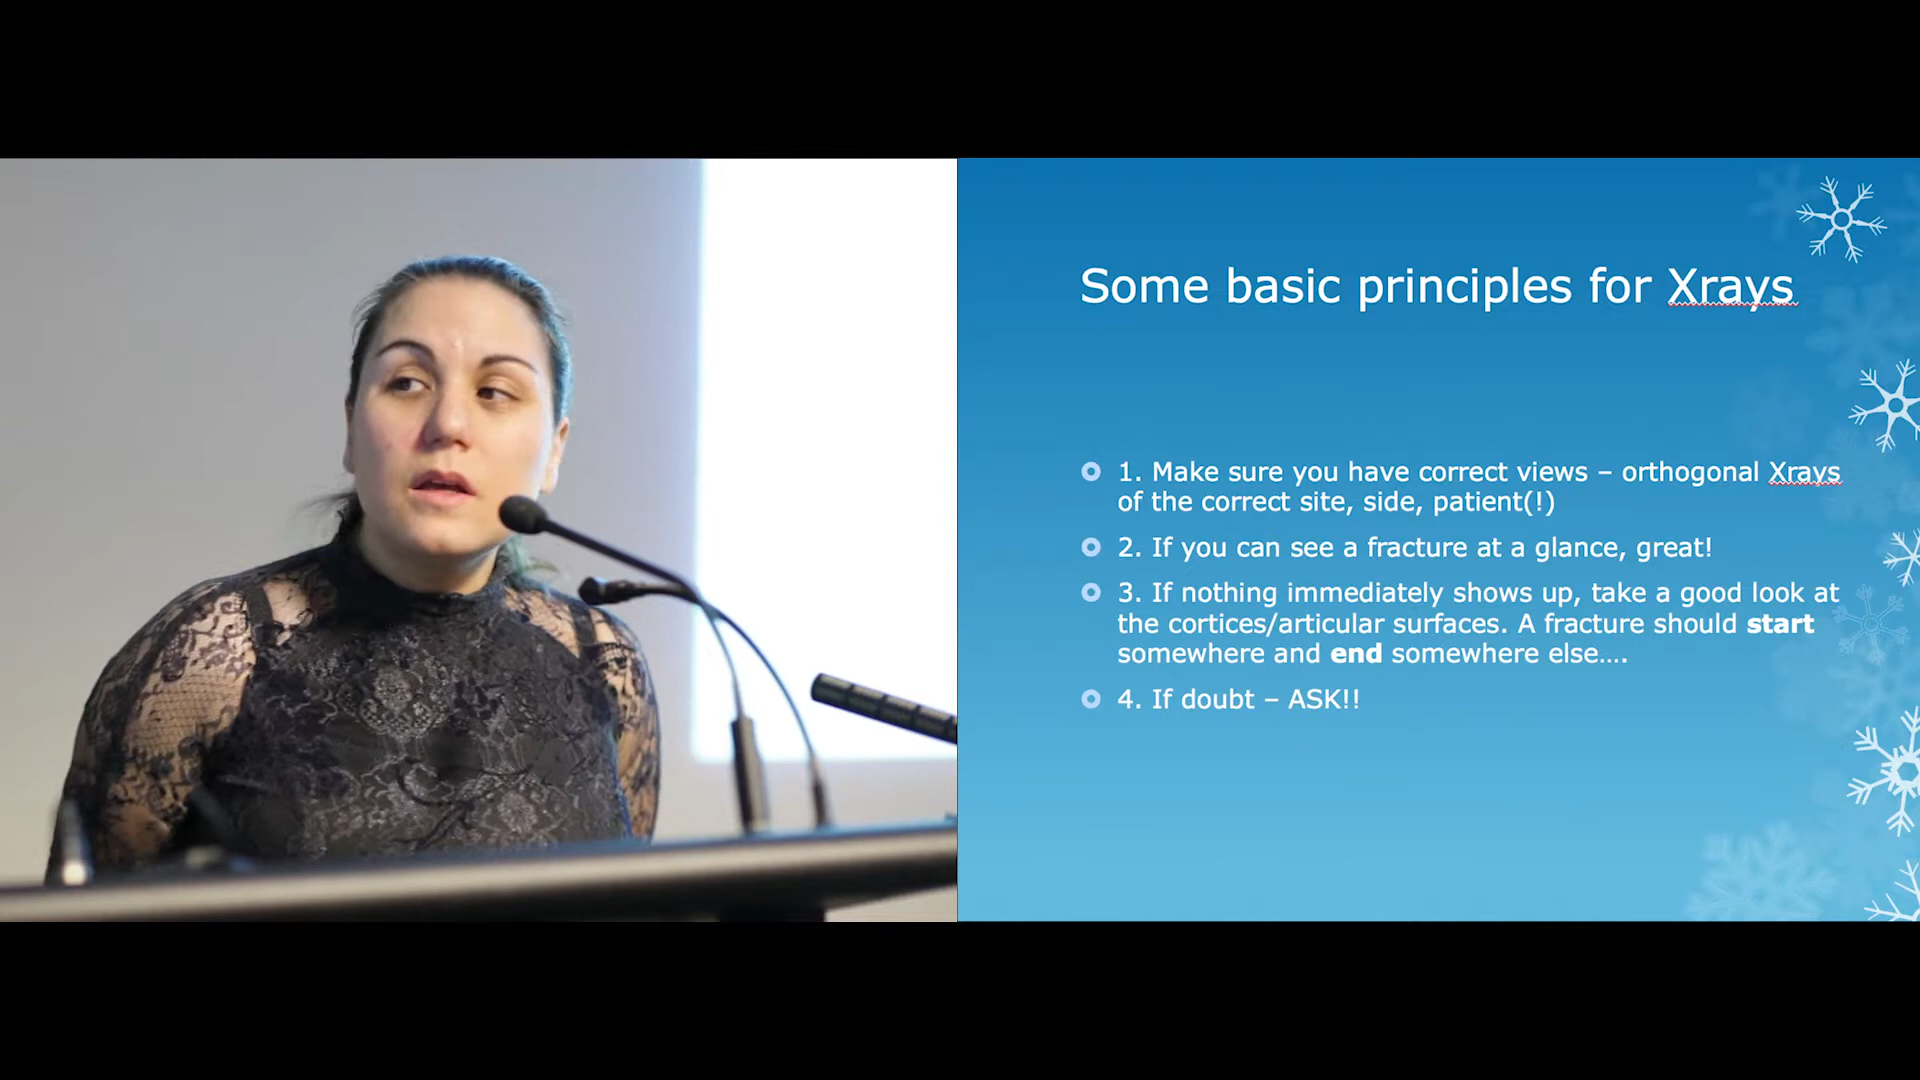 Some basic principles for Xrays
1. Make sure you have correct views – orthogonal Xrays
of the correct site, side, patient(!)
2. If you can see a fracture at a glance, great!
3. If nothing immediately shows up, take a good look at
the cortices/articular surfaces. A fracture should start
somewhere and end somewhere else....
4. If doubt – ASK!!